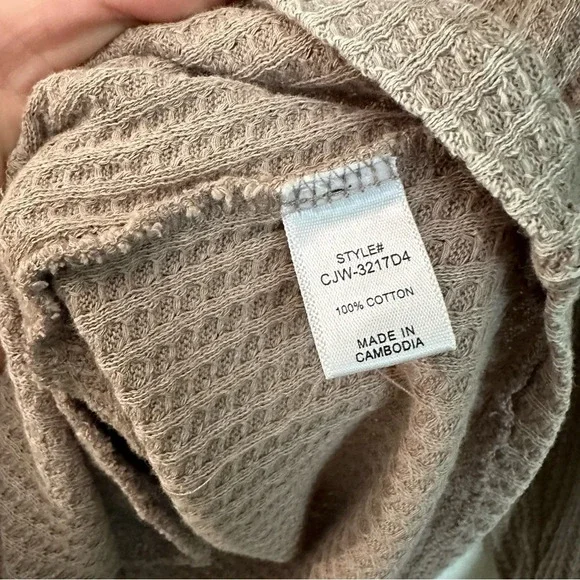 STYLE#
CJW-3217D4
100% COTTON
MADE IN
CAMBODIA